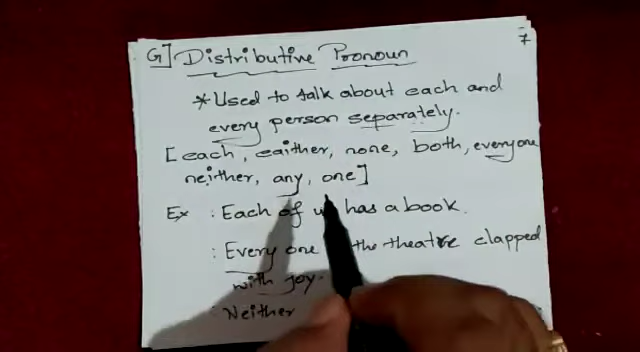 G] Distributive Pronoun
7
* Used to talk about each and
every person separately.
[each, eaither, none, both, everyone
neither, any, one]
Ex : Each of us has a book.
: Every one the theatre clapped
with joy.
: Neither